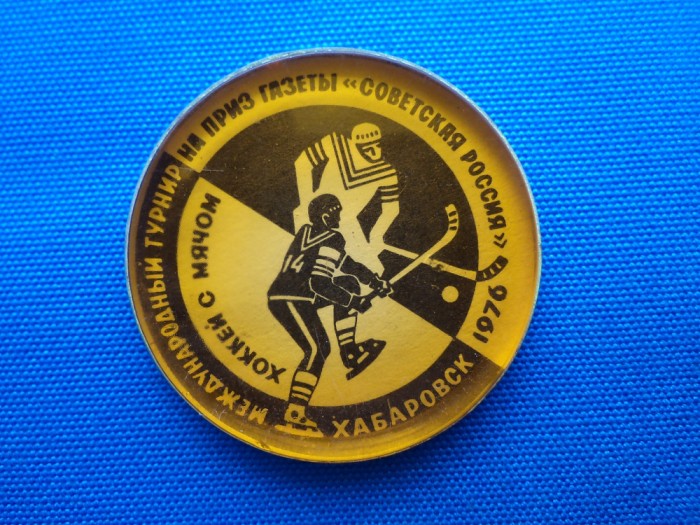 МЕЖДУНАРОДНЫЙ ТУРНИР НА ПРИЗ ГАЗЕТЫ «СОВЕТСКАЯ РОССИЯ»
ХОККЕЙ С МЯЧОМ
14
ХАБАРОВСК 1976